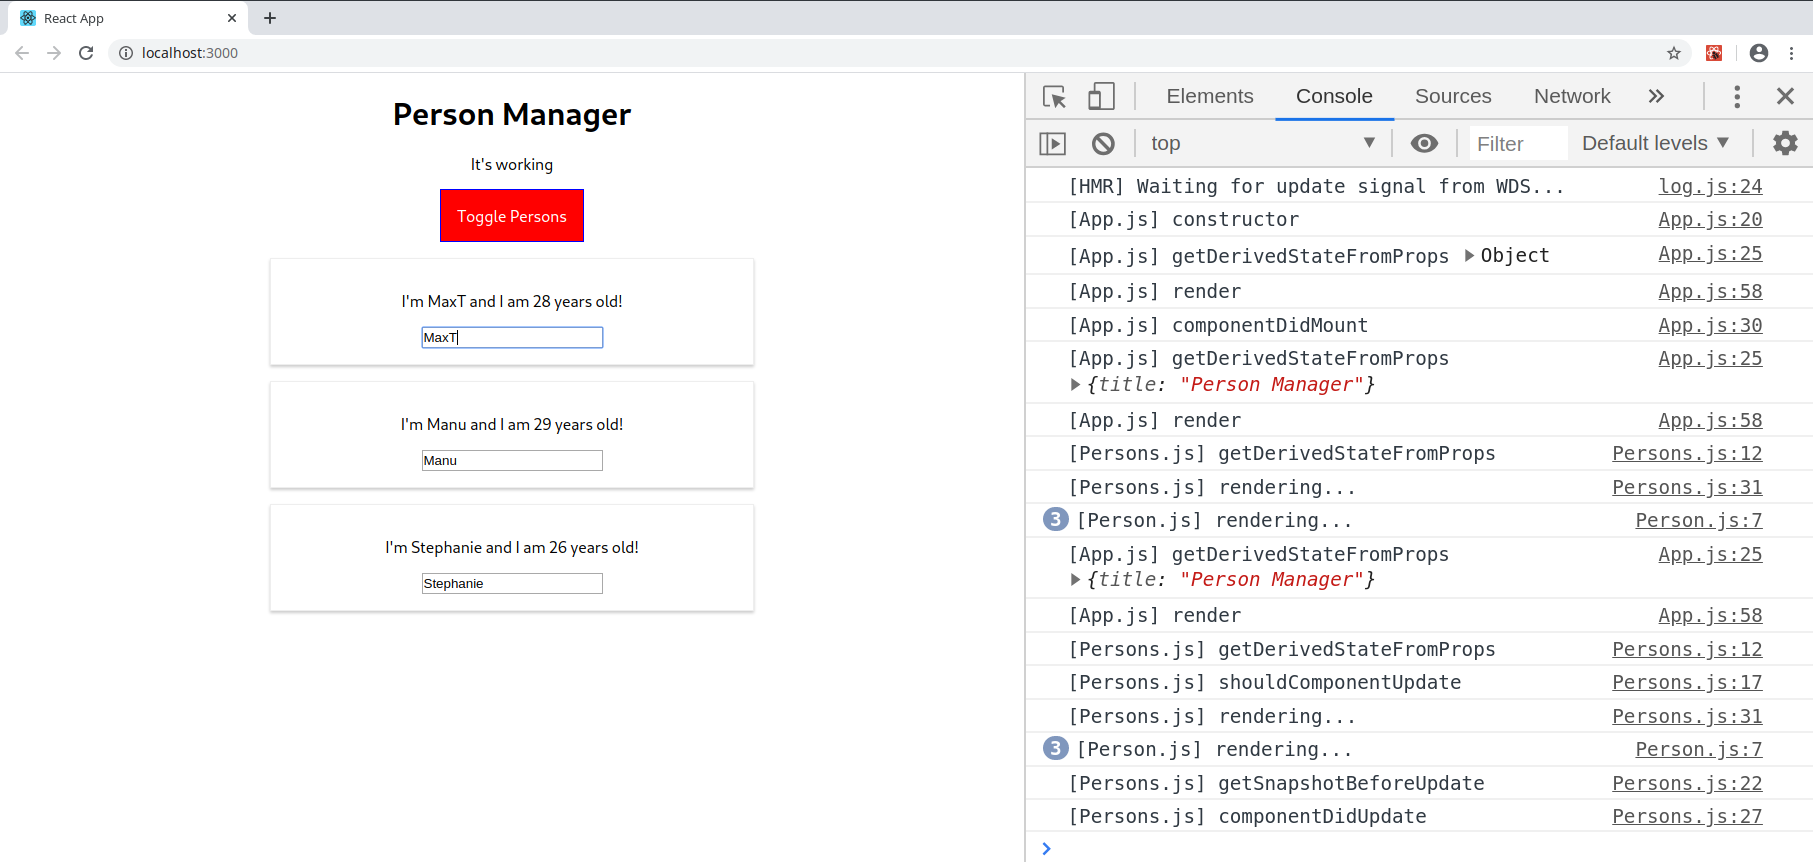 React App
localhost:3000
Person Manager
It's working
Toggle Persons
I'm MaxT and I am 28 years old!
MaxT
I'm Manu and I am 29 years old!
Manu
I'm Stephanie and I am 26 years old!
Stephanie
Elements Console Sources Network
top Filter Default levels
[HMR] Waiting for update signal from WDS... log.js:24
[App.js] constructor App.js:20
[App.js] getDerivedStateFromProps Object App.js:25
[App.js] render App.js:58
[App.js] componentDidMount App.js:30
[App.js] getDerivedStateFromProps App.js:25
{title: "Person Manager"}
[App.js] render App.js:58
[Persons.js] getDerivedStateFromProps Persons.js:12
[Persons.js] rendering... Persons.js:31
3 [Person.js] rendering... Person.js:7
[App.js] getDerivedStateFromProps App.js:25
{title: "Person Manager"}
[App.js] render App.js:58
[Persons.js] getDerivedStateFromProps Persons.js:12
[Persons.js] shouldComponentUpdate Persons.js:17
[Persons.js] rendering... Persons.js:31
3 [Person.js] rendering... Person.js:7
[Persons.js] getSnapshotBeforeUpdate Persons.js:22
[Persons.js] componentDidUpdate Persons.js:27